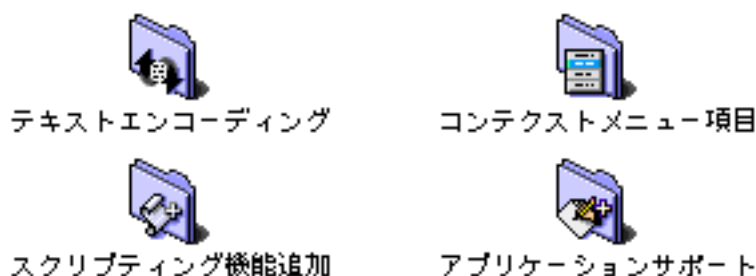 テキストエンコーディング
コンテクストメニュー項目
スクリプティング機能追加
アプリケーションサポート